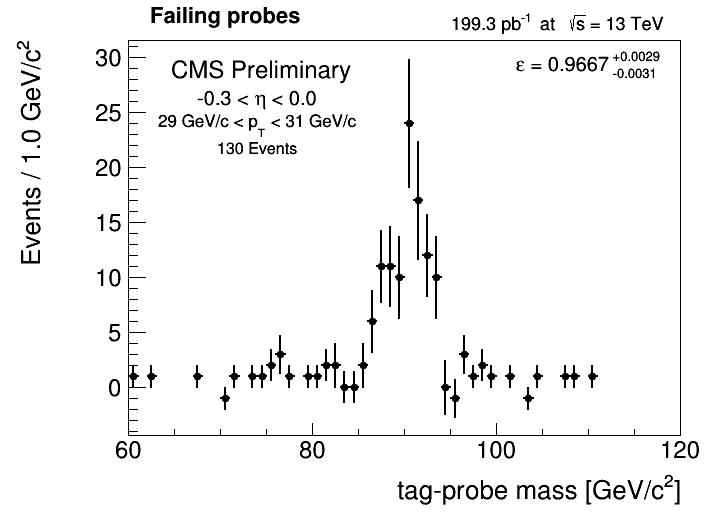 Failing probes
199.3 pb⁻¹ at √s = 13 TeV
CMS Preliminary
ε = 0.9667 +0.0029 -0.0031
-0.3 < η < 0.0
29 GeV/c < p_T < 31 GeV/c
130 Events
Events / 1.0 GeV/c²
30
25
20
15
10
5
0
60 80 100 120
tag-probe mass [GeV/c²]